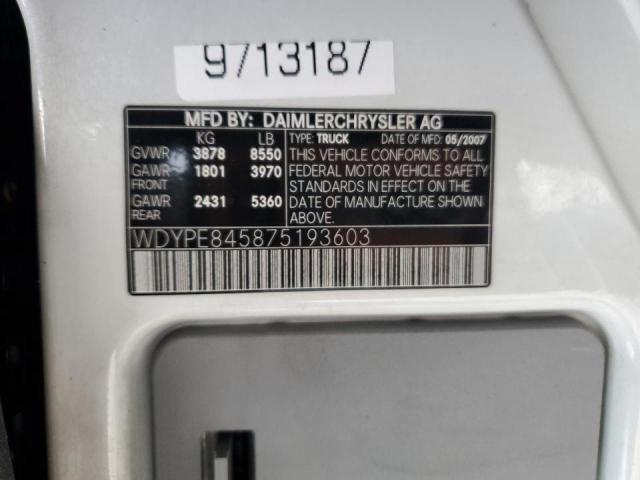 9713187
MFD BY: DAIMLERCHRYSLER AG
KG LB TYPE: TRUCK DATE OF MFD: 05/2007
GVWR 3878 8550 THIS VEHICLE CONFORMS TO ALL
GAWR 1801 3970 FEDERAL MOTOR VEHICLE SAFETY
FRONT STANDARDS IN EFFECT ON THE
GAWR 2431 5360 DATE OF MANUFACTURE SHOWN
REAR ABOVE.
WDYPE845875193603